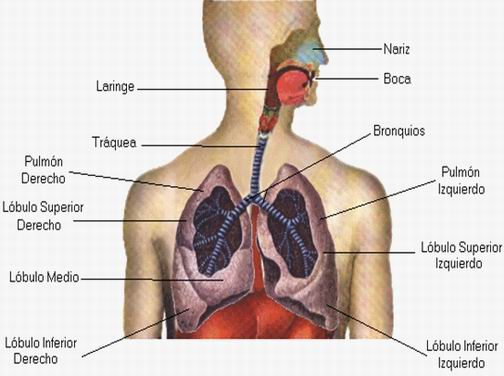 Nariz
Boca
Laringe
Bronquios
Tráquea
Pulmón
Derecho
Pulmón
Izquierdo
Lóbulo Superior
Derecho
Lóbulo Superior
Izquierdo
Lóbulo Medio
Lóbulo Inferior
Derecho
Lóbulo Inferior
Izquierdo